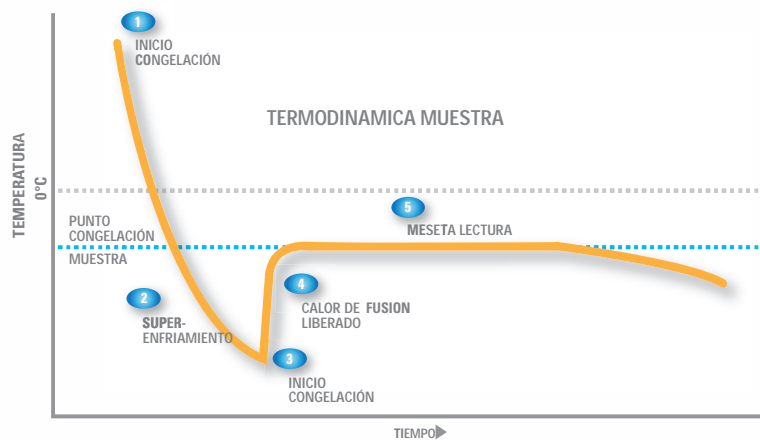 1
INICIO
CONGELACIÓN
TERMODINAMICA MUESTRA
TEMPERATURA
0°C
5
MESETA LECTURA
PUNTO
CONGELACIÓN
MUESTRA
2
SUPER-
ENFRIAMIENTO
4
CALOR DE FUSION
LIBERADO
3
INICIO
CONGELACIÓN
TIEMPO